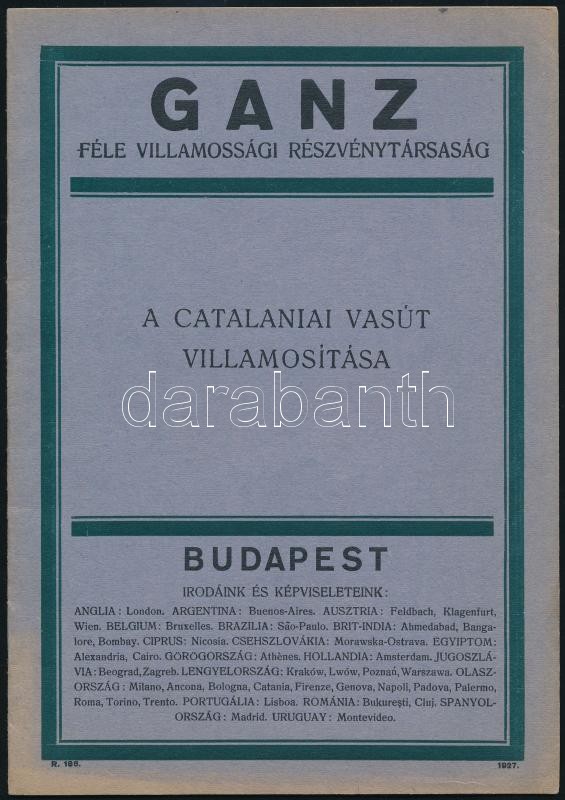 GANZ
FÉLE VILLAMOSSÁGI RÉSZVÉNYTÁRSASÁG
A CATALANIAI VASÚT
VILLAMOSÍTÁSA
darabanth
BUDAPEST
IRODÁINK ÉS KÉPVISELETEINK:
ANGLIA: London. ARGENTINA: Buenos-Aires. AUSZTRIA: Feldbach, Klagenfurt,
Wien. BELGIUM: Bruxelles. BRAZILIA: São-Paulo. BRIT-INDIA: Ahmedabad, Banga-
lore, Bombay. CIPRUS: Nicosia. CSEHSZLOVÁKIA: Morawska-Ostrava. EGYIPTOM:
Alexandria, Cairo. GÖRÖGORSZÁG: Athènes. HOLLANDIA: Amsterdam. JUGOSZLÁ-
VIA: Beograd, Zagreb. LENGYELORSZÁG: Kraków, Lwów, Poznań, Warszawa. OLASZ-
ORSZÁG: Milano, Ancona, Bologna, Catania, Firenze, Genova, Napoli, Padova, Palermo,
Roma, Torino, Trento. PORTUGÁLIA: Lisboa. ROMÁNIA: Bukureşti, Cluj. SPANYOL-
ORSZÁG: Madrid. URUGUAY: Montevideo.
R. 186.
1927.